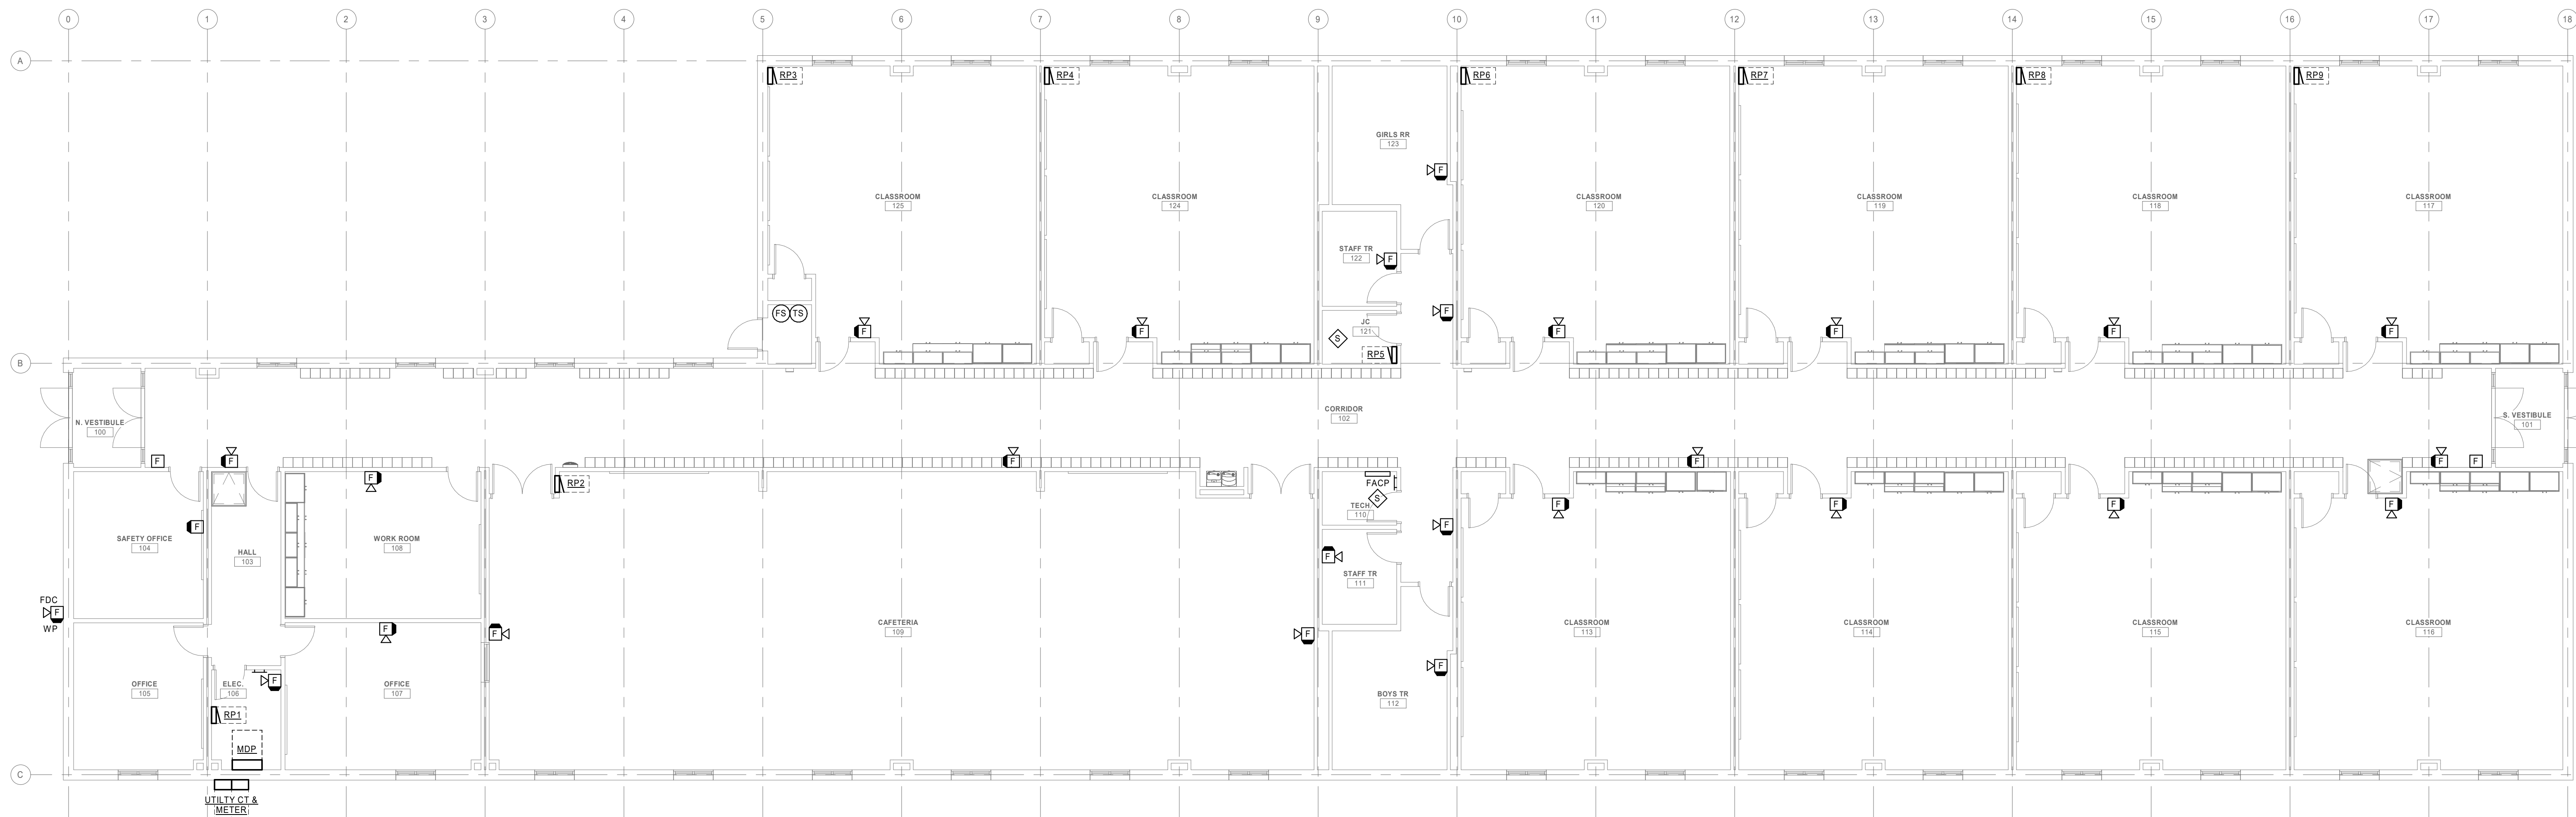 0 1 2 3 4 5 6 7 8 9 10 11 12 13 14 15 16 17 18
A
RP3 RP4 RP6 RP7 RP8 RP9
GIRLS RR
123
F
CLASSROOM
125
CLASSROOM
124
CLASSROOM
120
CLASSROOM
119
CLASSROOM
118
CLASSROOM
117
STAFF TR
122
F
FS TS
F
JC
121
S
F F F F F F
RP5
B
N. VESTIBULE
100
CORRIDOR
102
S. VESTIBULE
101
F F F F F F
F
RP2
FACP
S
TECH
110
F F F F
F
F
SAFETY OFFICE
104
HALL
103
WORK ROOM
108
F
STAFF TR
111
FDC
F
WP
F
F
F
CAFETERIA
109
CLASSROOM
113
CLASSROOM
114
CLASSROOM
115
CLASSROOM
116
F
OFFICE
105
ELEC.
106
F
OFFICE
107
BOYS TR
112
RP1
MDP
C
UTILTY CT &
METER